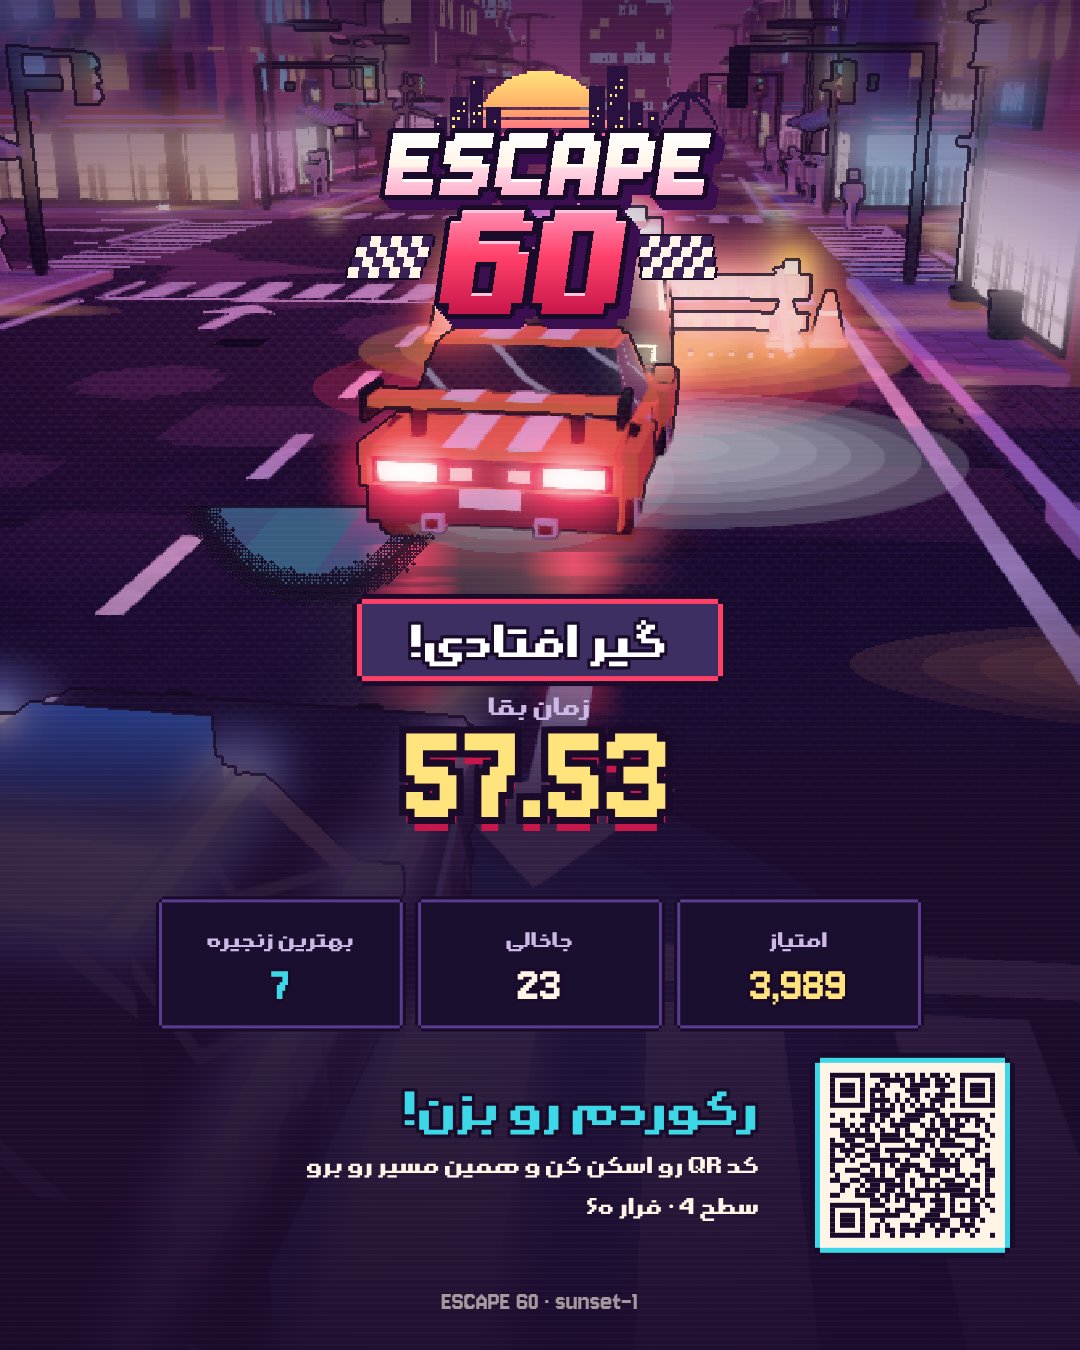 ESCAPE
60
گیر افتادی!
زمان بقا
57.53
امتیاز
3,989
جاخالی
23
بهترین زنجیره
7
رکوردم رو بزن!
کد QR رو اسکن کن و همین مسیر رو برو
سطح 4 · فرار ۶۰
ESCAPE 60 · sunset-1